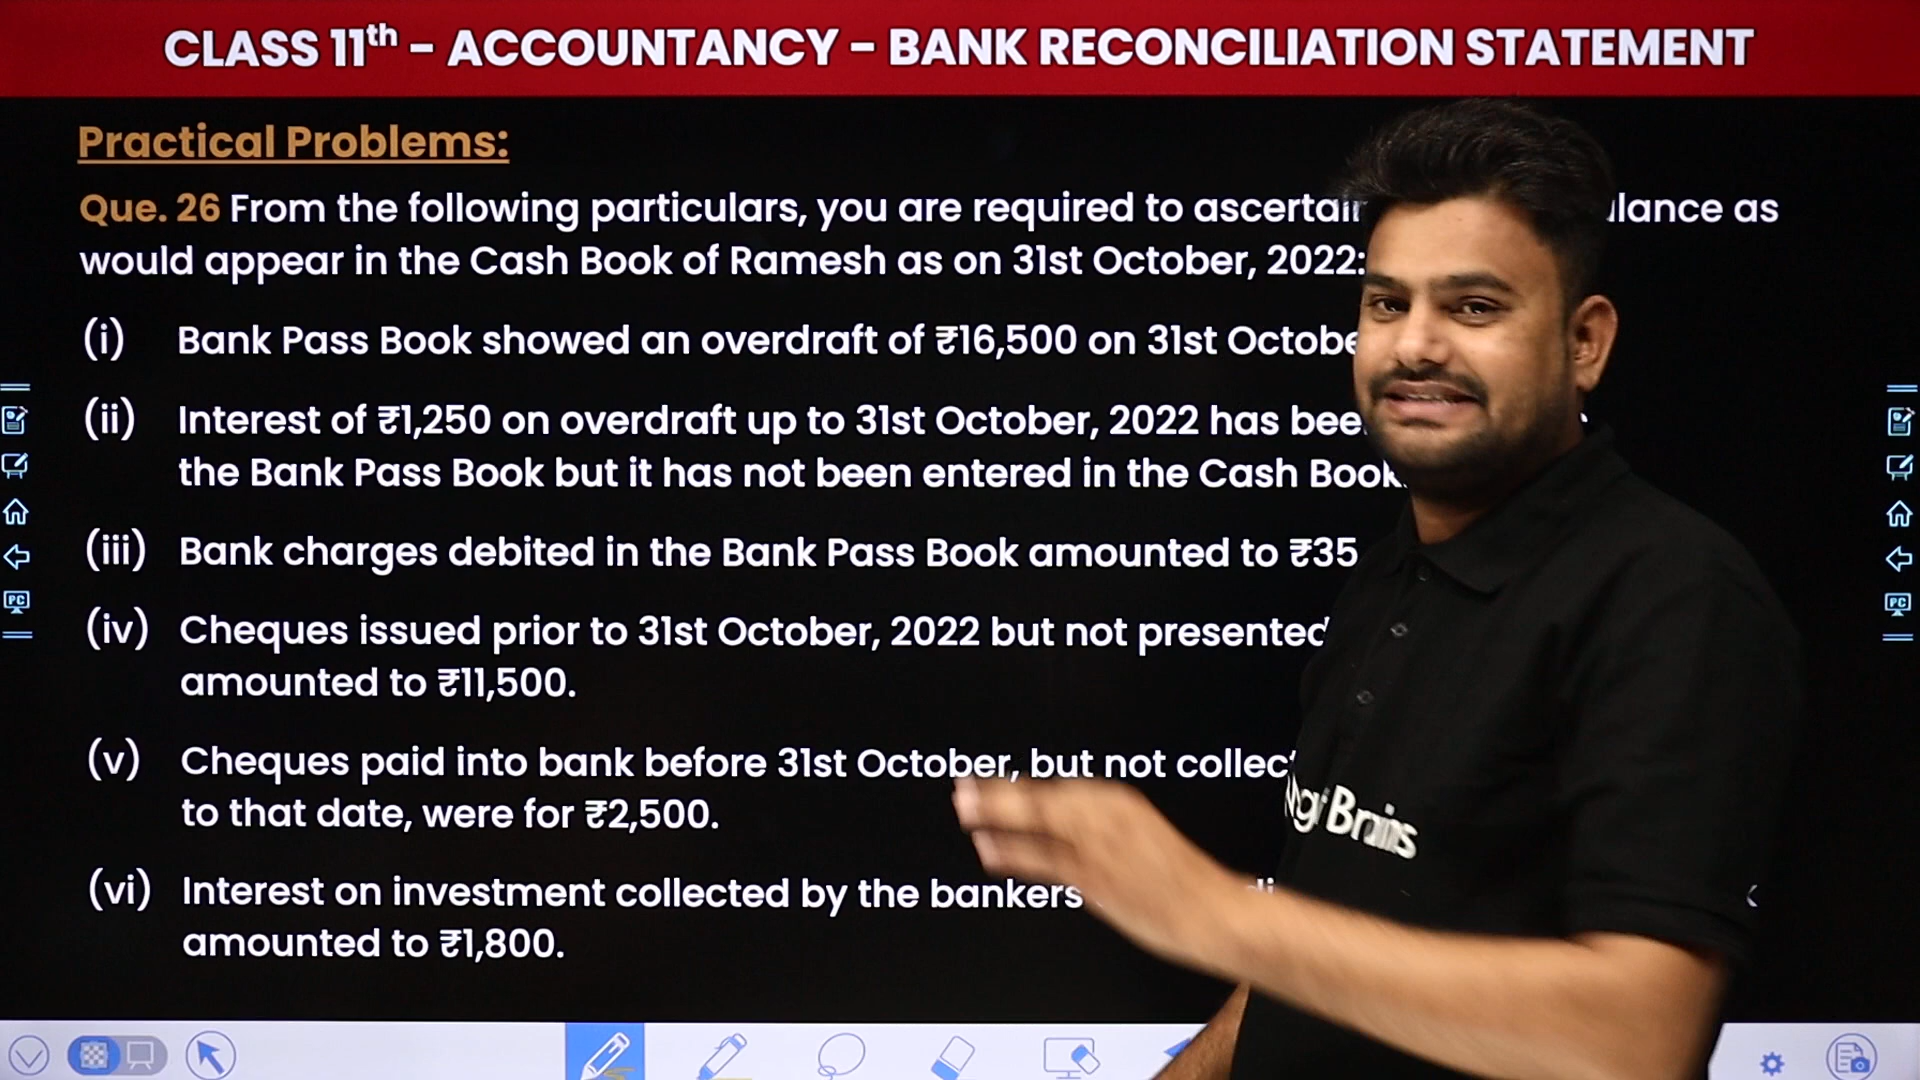 CLASS 11th – ACCOUNTANCY – BANK RECONCILIATION STATEMENT
Practical Problems:
Que. 26 From the following particulars, you are required to ascertain as
would appear in the Cash Book of Ramesh as on 31st October, 2022:
(i) Bank Pass Book showed an overdraft of ₹16,500 on 31st
(ii) Interest of ₹1,250 on overdraft up to 31st October, 2022 has
the Bank Pass Book but it has not been entered in the Cash Book.
(iii) Bank charges debited in the Bank Pass Book amounted to ₹35
(iv) Cheques issued prior to 31st October, 2022 but not presented
amounted to ₹11,500.
(v) Cheques paid into bank before 31st October, but not
to that date, were for ₹2,500.
Brains
(vi) Interest on investment collected by the bankers
amounted to ₹1,800.
PC
PC